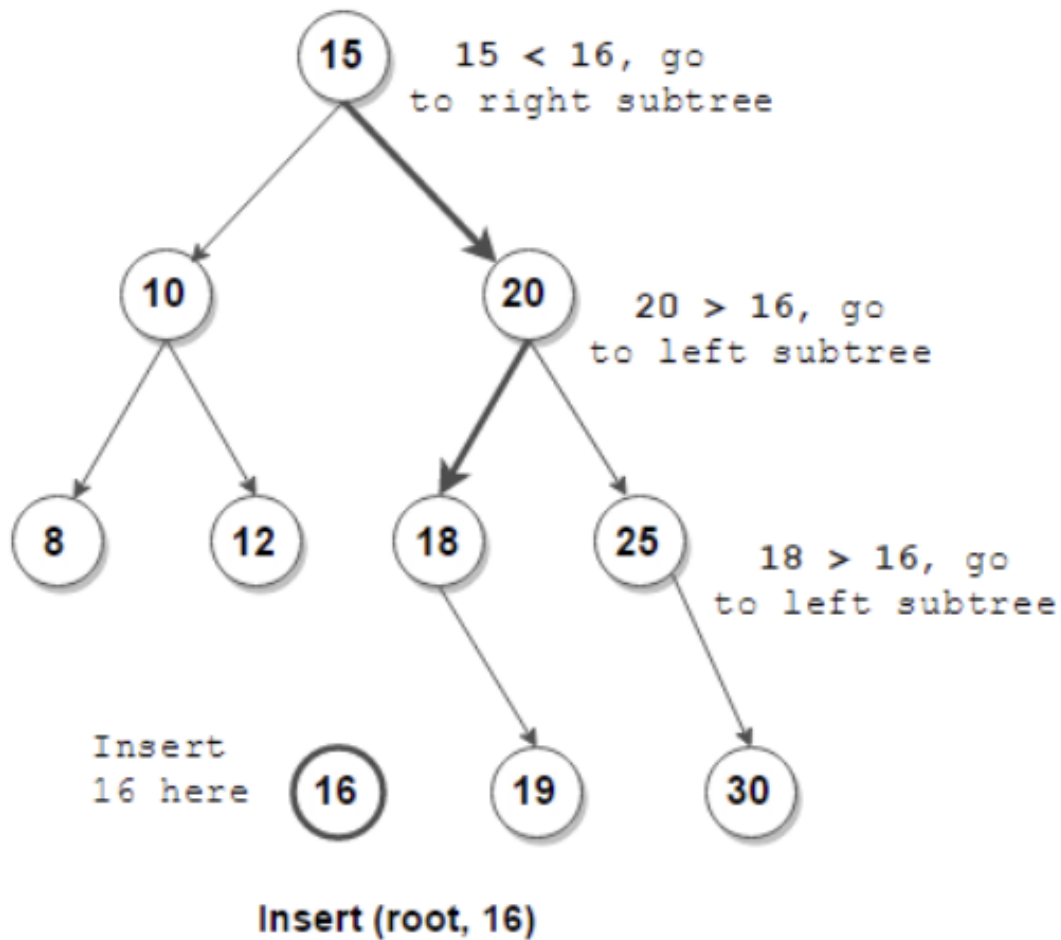 15
15 < 16, go
to right subtree
10
20
20 > 16, go
to left subtree
8
12
18
25
18 > 16, go
to left subtree
Insert
16 here
16
19
30
Insert (root, 16)